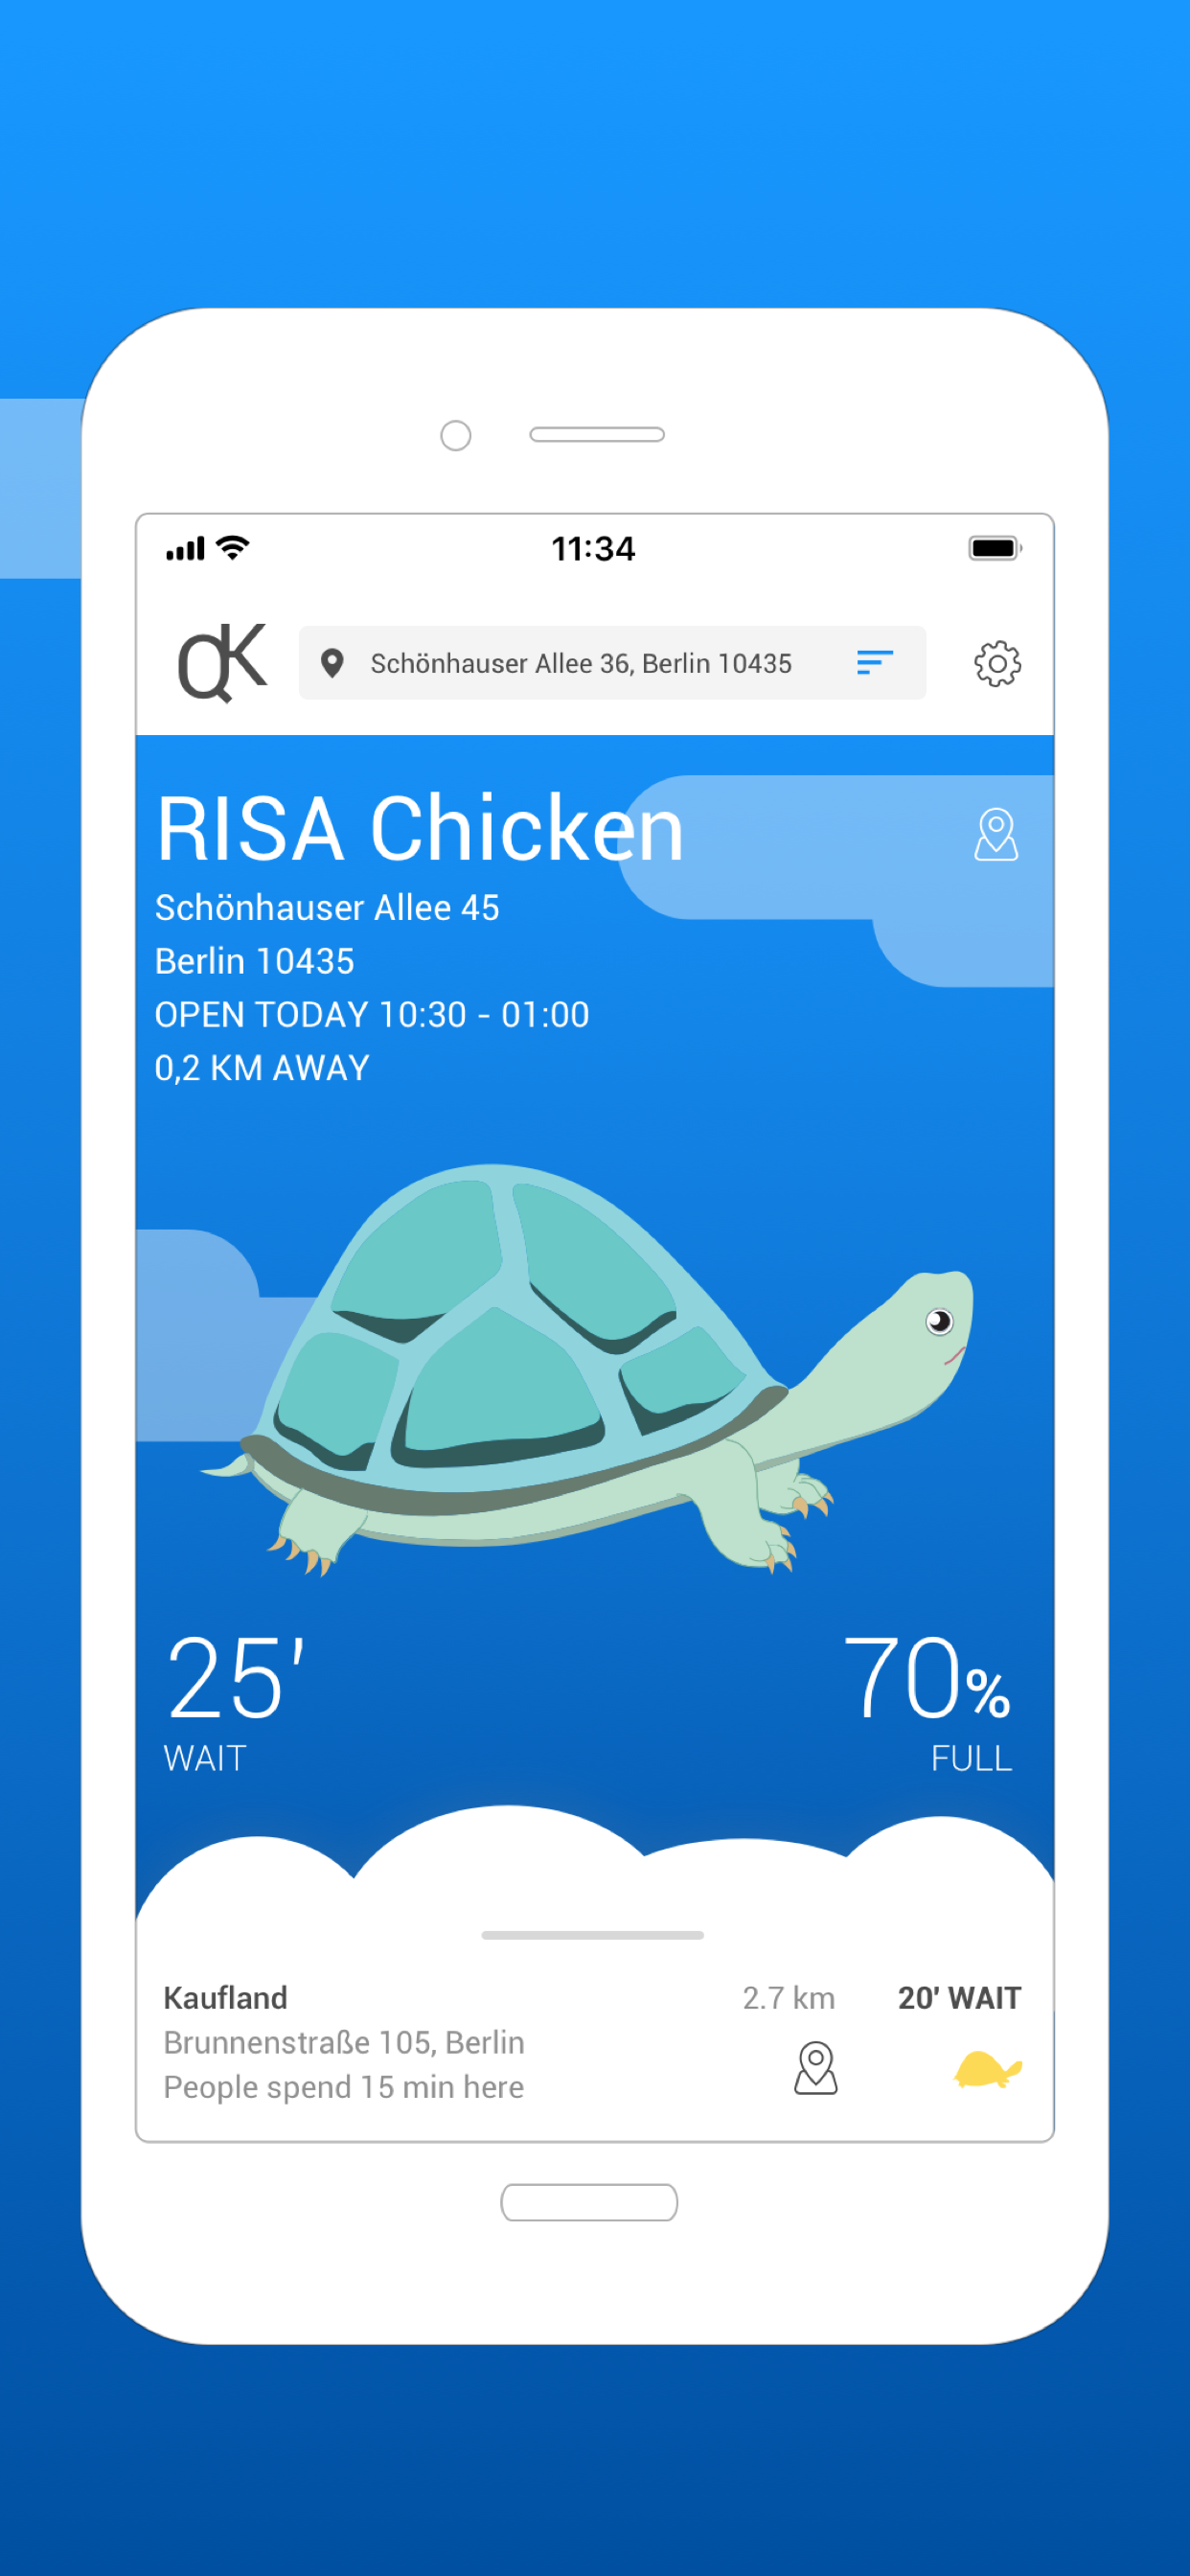 11:34
QK
Schönhauser Allee 36, Berlin 10435
RISA Chicken
Schönhauser Allee 45
Berlin 10435
OPEN TODAY 10:30 - 01:00
0,2 KM AWAY
25'
70%
WAIT
FULL
Kaufland
2.7 km
20' WAIT
Brunnenstraße 105, Berlin
People spend 15 min here